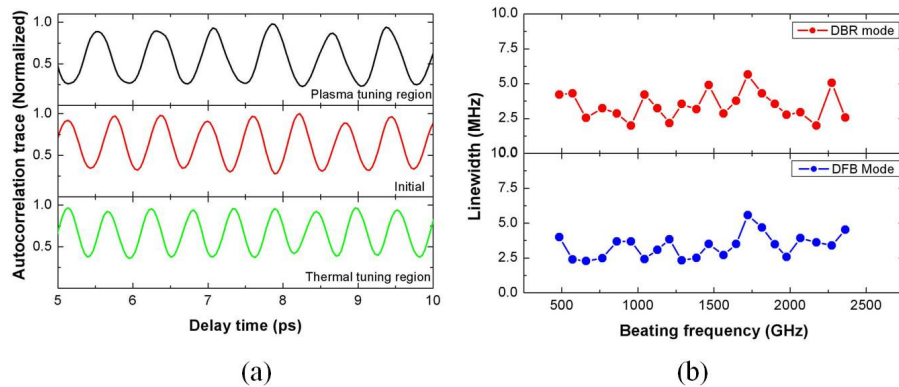 (a)
Autocorrelation trace (Normalized)
1.0
0.5
Plasma tuning region
1.0
0.5
Initial
1.0
0.5
Thermal tuning region
5 6 7 8 9 10
Delay time (ps)
(b)
Linewidth (MHz)
10.0
7.5
5.0
2.5
DBR mode
10.0
7.5
5.0
2.5
0.0
DFB Mode
500 1000 1500 2000 2500
Beating frequency (GHz)
(a)
(b)